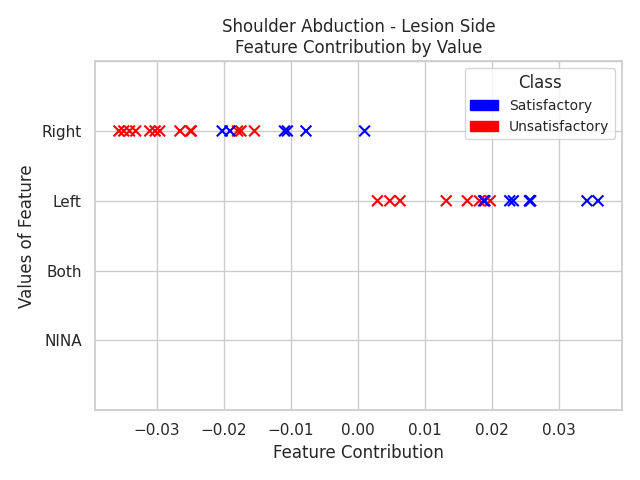 Shoulder Abduction - Lesion Side
Feature Contribution by Value
Class
Satisfactory
Unsatisfactory
Values of Feature
Right
Left
Both
NINA
−0.03 −0.02 −0.01 0.00 0.01 0.02 0.03
Feature Contribution